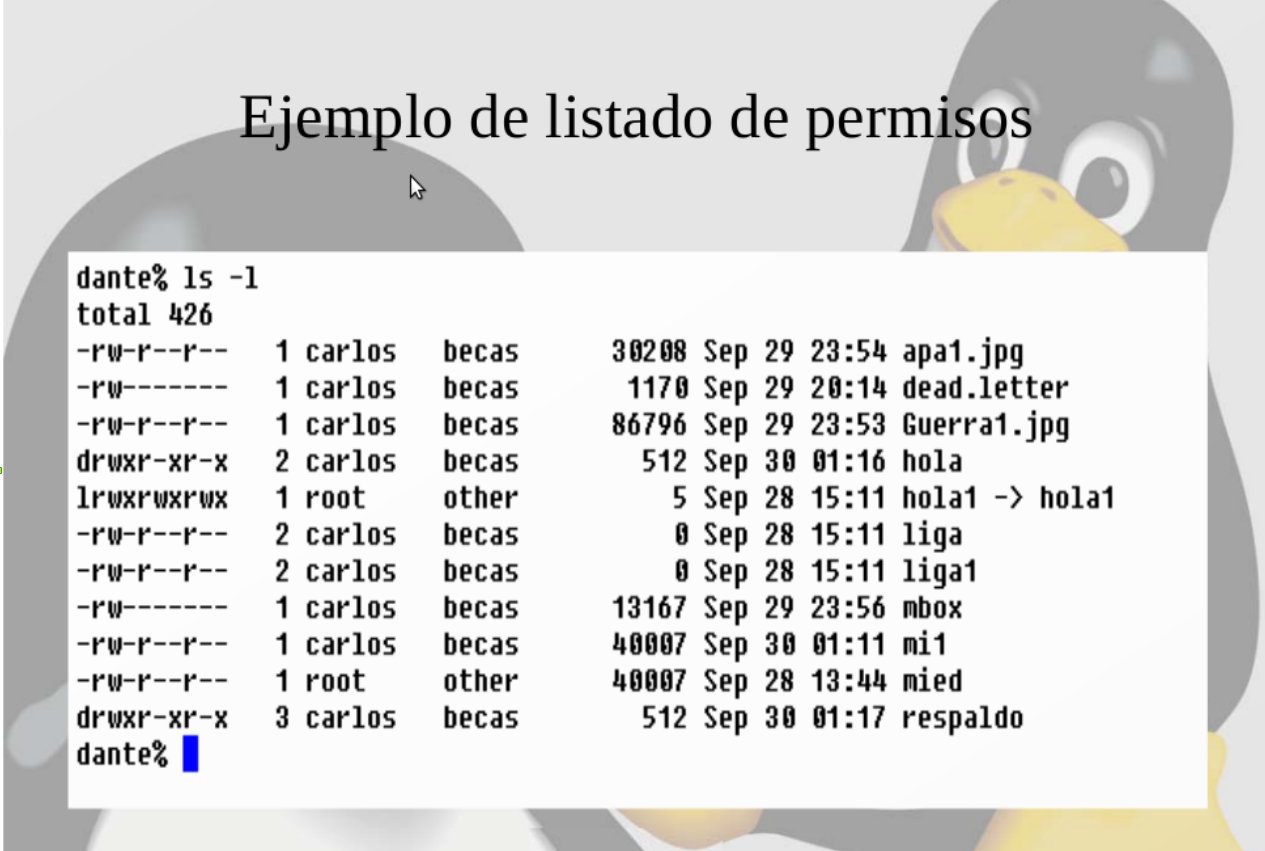 Ejemplo de listado de permisos
dante% ls -l
total 426
-rw-r--r--   1 carlos   becas      30208 Sep 29 23:54 apa1.jpg
-rw-------   1 carlos   becas       1170 Sep 29 20:14 dead.letter
-rw-r--r--   1 carlos   becas      86796 Sep 29 23:53 Guerra1.jpg
drwxr-xr-x   2 carlos   becas        512 Sep 30 01:16 hola
lrwxrwxrwx   1 root     other          5 Sep 28 15:11 hola1 -> hola1
-rw-r--r--   2 carlos   becas          0 Sep 28 15:11 liga
-rw-r--r--   2 carlos   becas          0 Sep 28 15:11 liga1
-rw-------   1 carlos   becas      13167 Sep 29 23:56 mbox
-rw-r--r--   1 carlos   becas      40007 Sep 30 01:11 mi1
-rw-r--r--   1 root     other      40007 Sep 28 13:44 mied
drwxr-xr-x   3 carlos   becas        512 Sep 30 01:17 respaldo
dante%